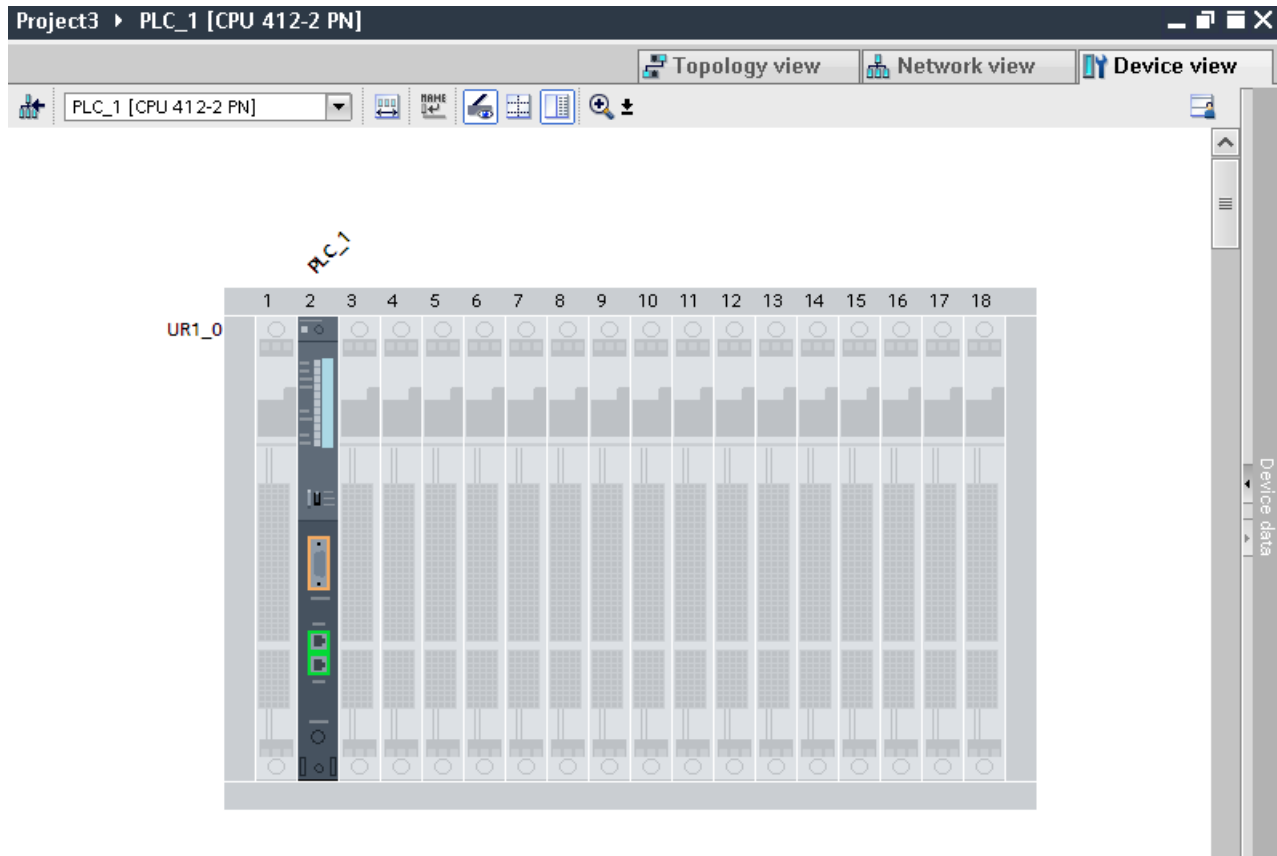 Project3 ▸ PLC_1 [CPU 412-2 PN]
Topology view
Network view
Device view
PLC_1 [CPU 412-2 PN]
NAME
PLC_1
1 2 3 4 5 6 7 8 9 10 11 12 13 14 15 16 17 18
UR1_0
Device data